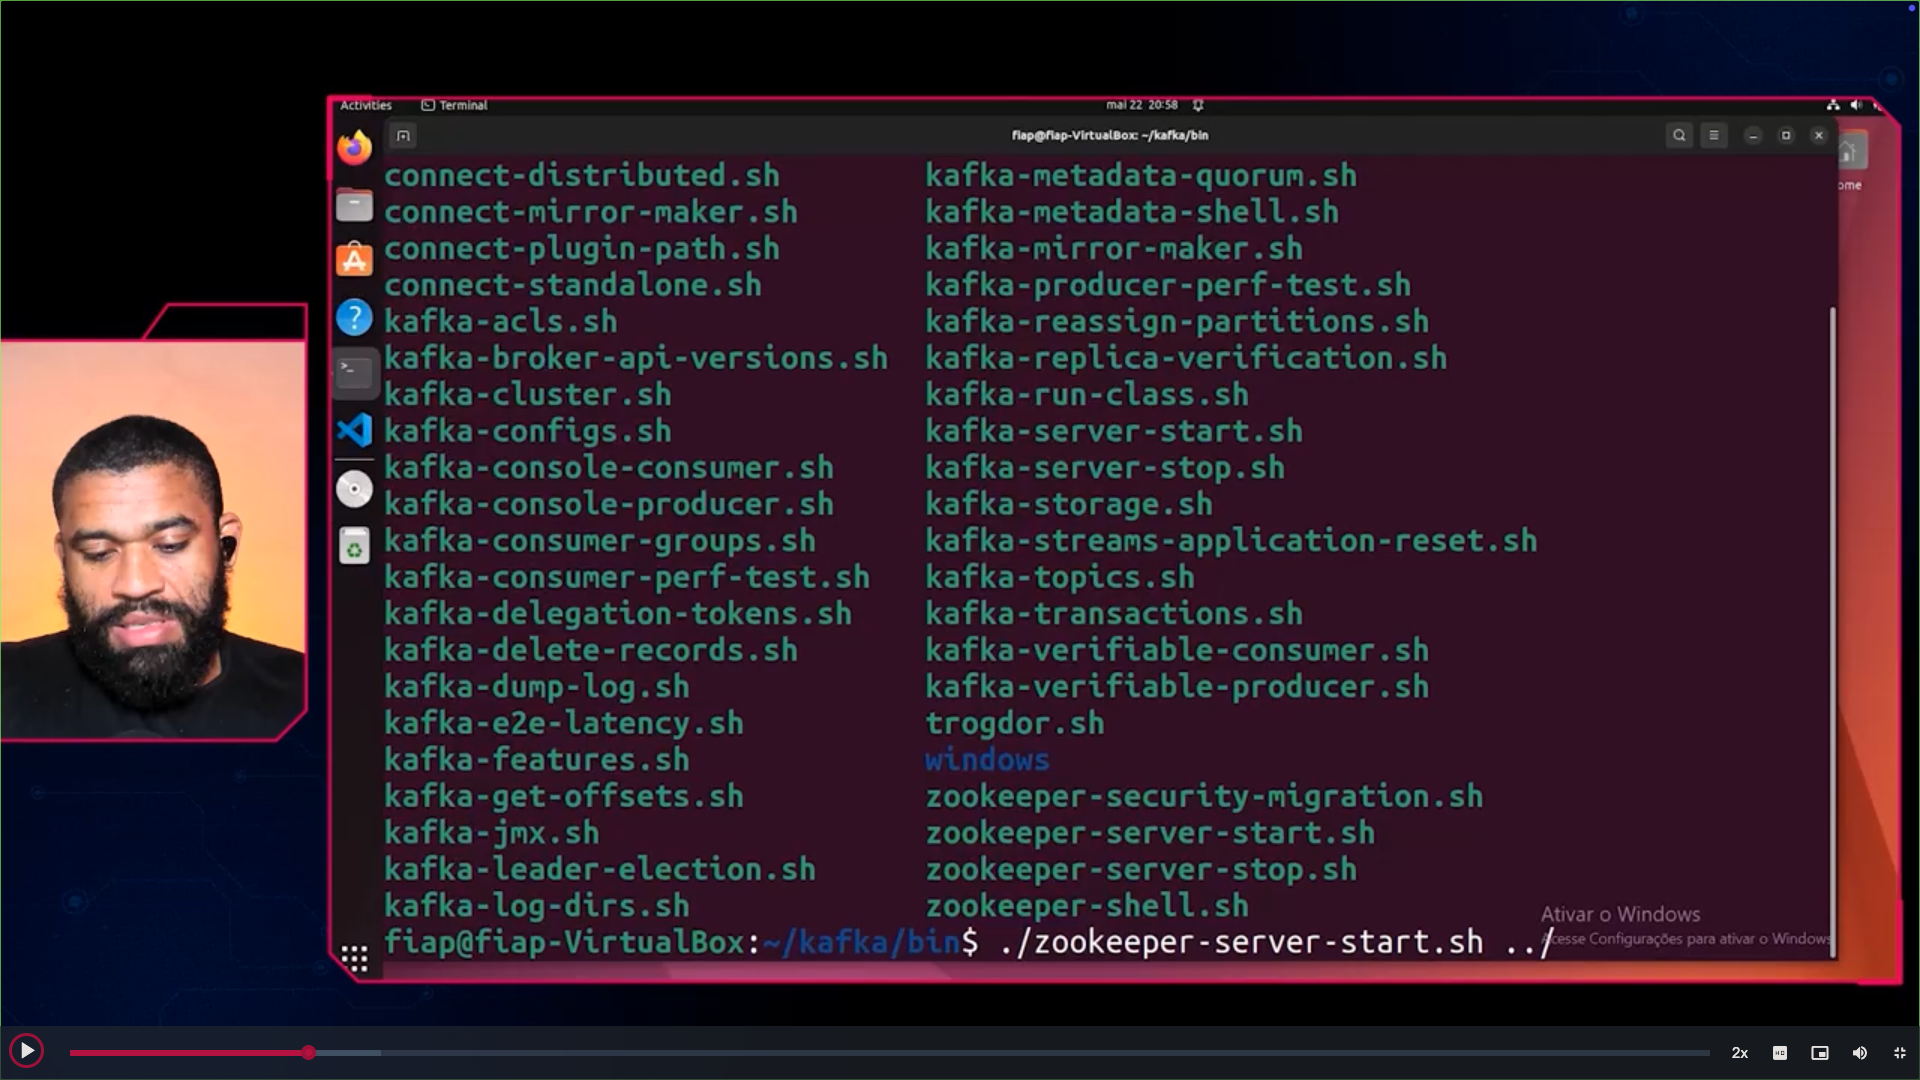 Activities Terminal mai 22 20:58
fiap@fiap-VirtualBox: ~/kafka/bin
ome
connect-distributed.sh kafka-metadata-quorum.sh
connect-mirror-maker.sh kafka-metadata-shell.sh
connect-plugin-path.sh kafka-mirror-maker.sh
connect-standalone.sh kafka-producer-perf-test.sh
kafka-acls.sh kafka-reassign-partitions.sh
kafka-broker-api-versions.sh kafka-replica-verification.sh
kafka-cluster.sh kafka-run-class.sh
kafka-configs.sh kafka-server-start.sh
kafka-console-consumer.sh kafka-server-stop.sh
kafka-console-producer.sh kafka-storage.sh
kafka-consumer-groups.sh kafka-streams-application-reset.sh
kafka-consumer-perf-test.sh kafka-topics.sh
kafka-delegation-tokens.sh kafka-transactions.sh
kafka-delete-records.sh kafka-verifiable-consumer.sh
kafka-dump-log.sh kafka-verifiable-producer.sh
kafka-e2e-latency.sh trogdor.sh
kafka-features.sh windows
kafka-get-offsets.sh zookeeper-security-migration.sh
kafka-jmx.sh zookeeper-server-start.sh
kafka-leader-election.sh zookeeper-server-stop.sh
kafka-log-dirs.sh zookeeper-shell.sh
fiap@fiap-VirtualBox:~/kafka/bin$ ./zookeeper-server-start.sh ../
Ativar o Windows
Acesse Configurações para ativar o Windows
2x
HD